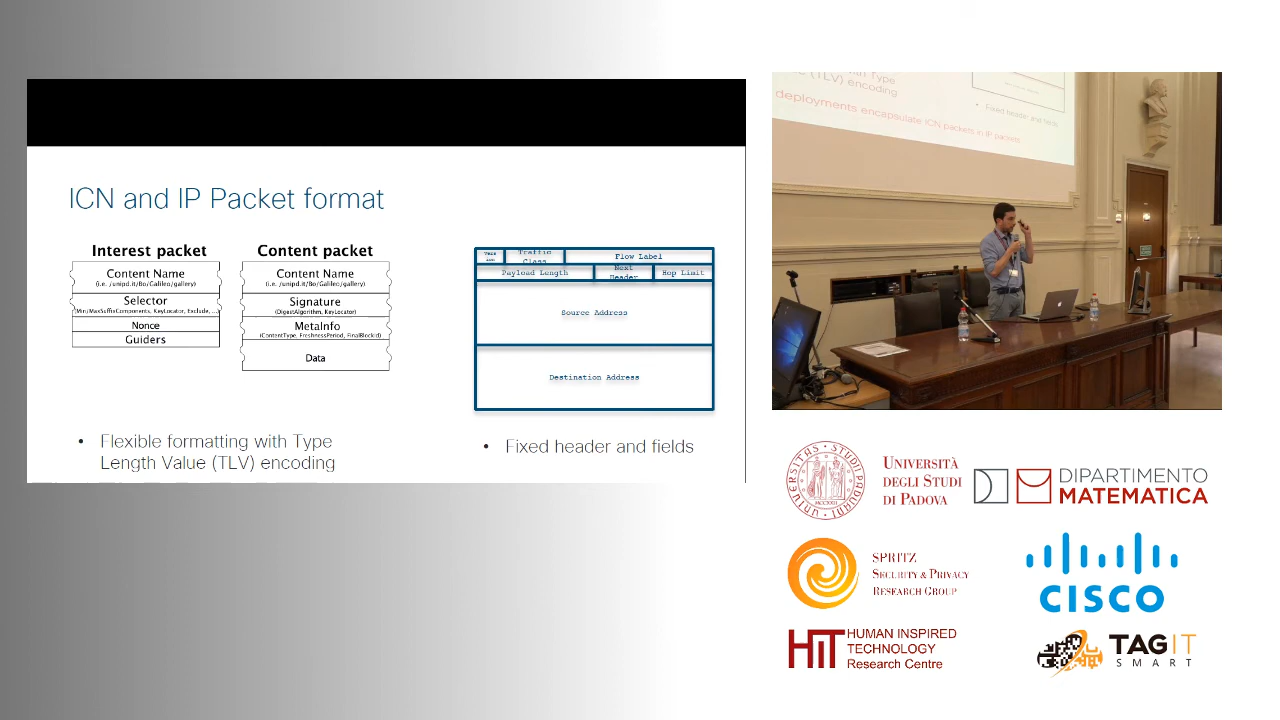 ICN and IP Packet format
Interest packet
Content Name
(i.e. /unipd.it/Bo/Galileo/gallery)
Selector
(Min/MaxSuffixComponents, KeyLocator, Exclude, ...)
Nonce
Guiders
Content packet
Content Name
(i.e. /unipd.it/Bo/Galileo/gallery)
Signature
(DigestAlgorithm, KeyLocator)
MetaInfo
(ContentType, FreshnessPeriod, FinalBlockId)
Data
Vers
ion
Traffic
Class
Flow Label
Payload Length
Next
Header
Hop Limit
Source Address
Destination Address
• Flexible formatting with Type
Length Value (TLV) encoding
• Fixed header and fields
with Type
(TLV) encoding
• Fixed header and fields
deployments encapsulate ICN packets in IP packets
UNIVERSITÀ
DEGLI STUDI
DI PADOVA
DIPARTIMENTO
MATEMATICA
SPRITZ
SECURITY & PRIVACY
RESEARCH GROUP
CISCO
HIT HUMAN INSPIRED
TECHNOLOGY
Research Centre
TAGIT
SMART